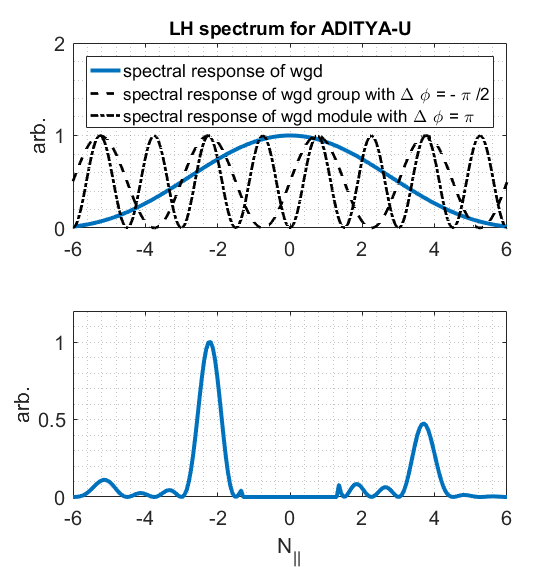 LH spectrum for ADITYA-U
2
spectral response of wgd
spectral response of wgd group with Δ ϕ = - π /2
spectral response of wgd module with Δ ϕ = π
1
arb.
0
-6 -4 -2 0 2 4 6
1
0.5
arb.
0
-6 -4 -2 0 2 4 6
N||